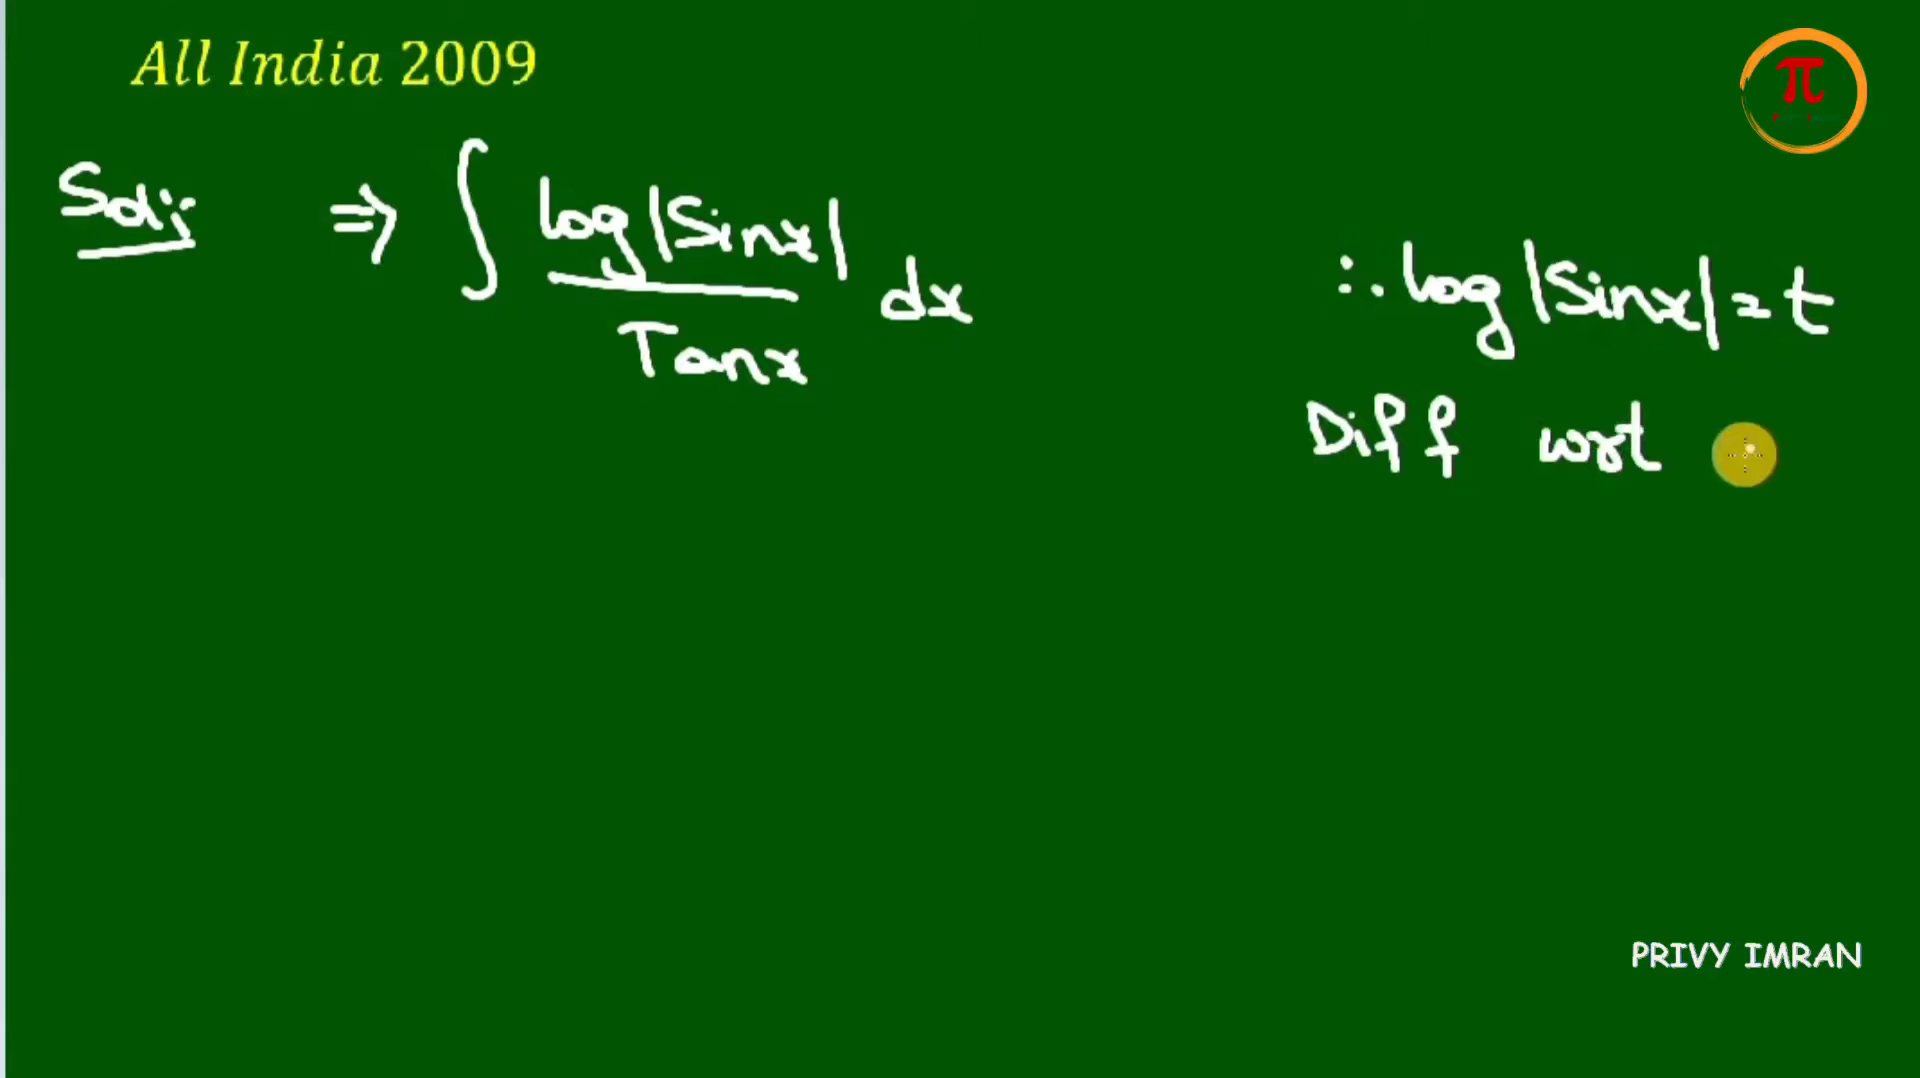 All India 2009
Sol:
⇒ ∫ log|Sinx| / Tanx dx
∴ log|Sinx| = t
Diff wrt
π
PRIVY IMRAN